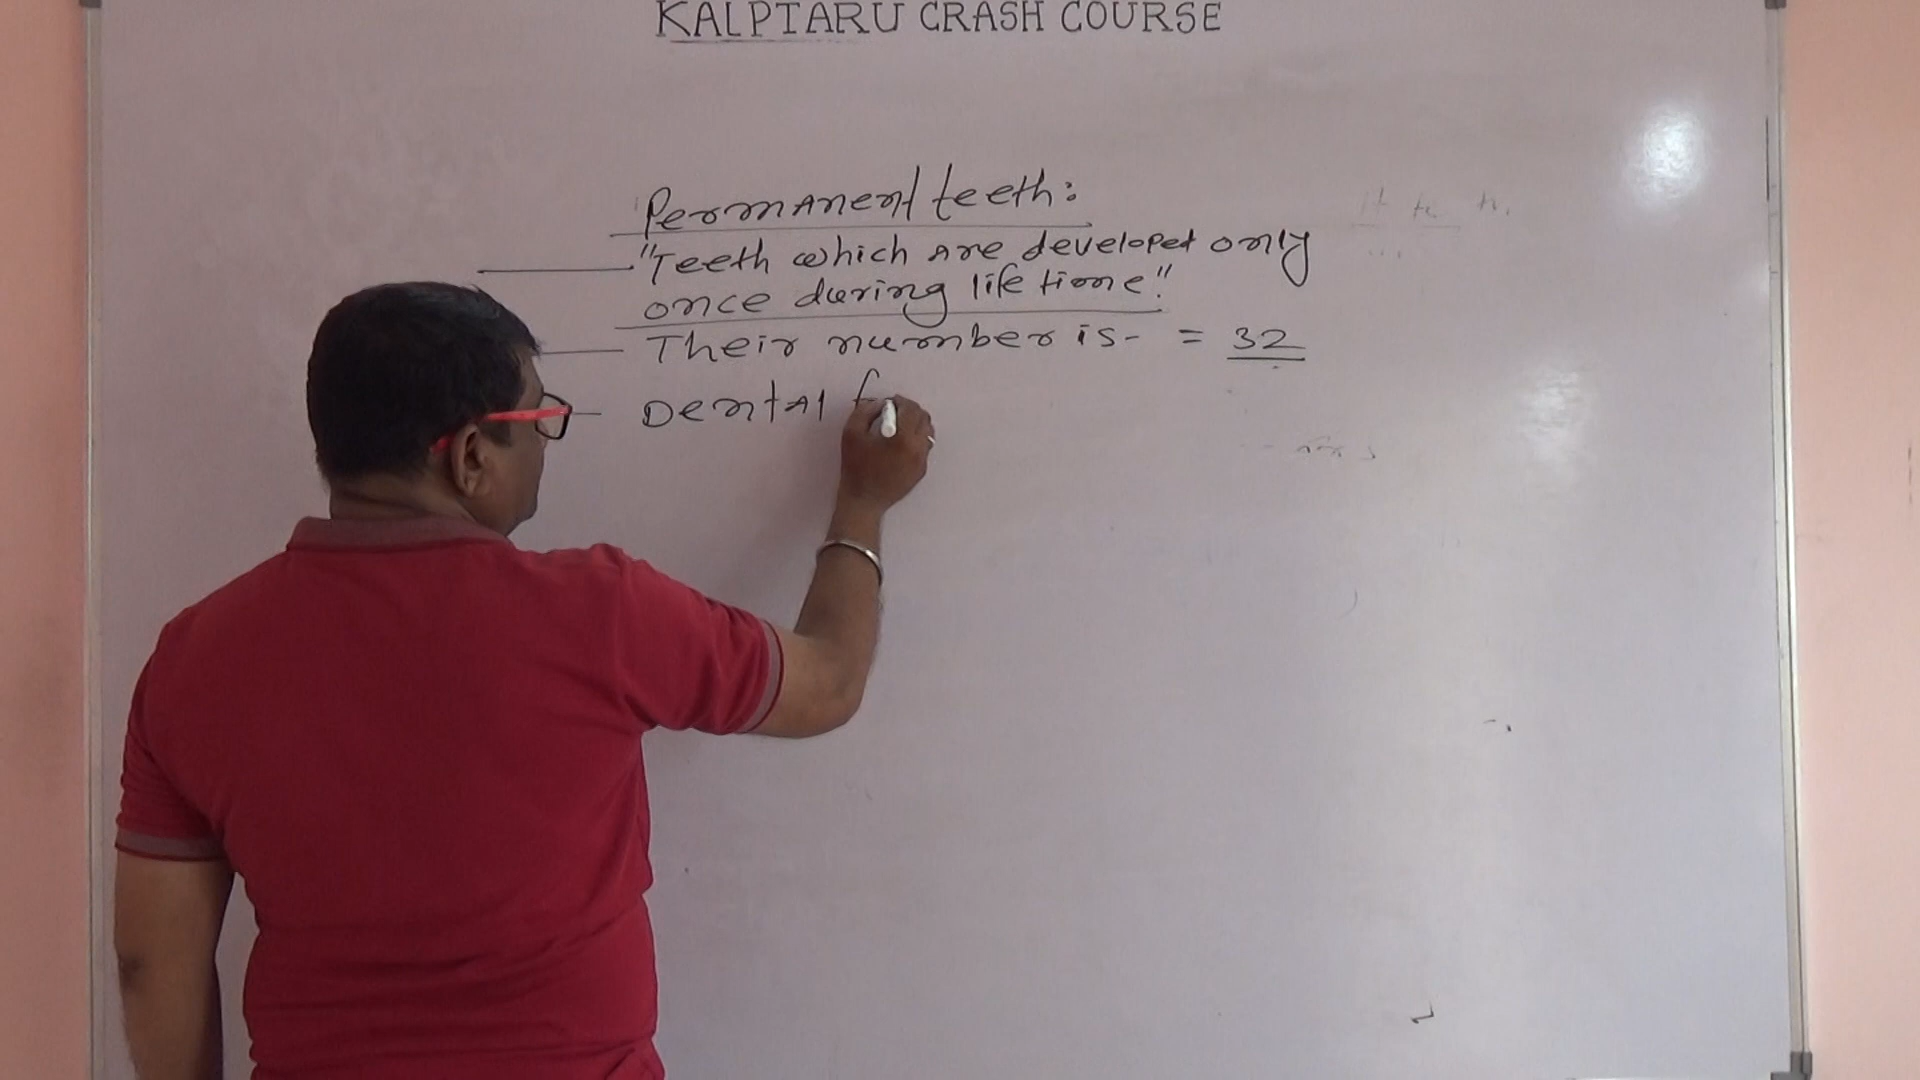 KALPTARU CRASH COURSE
Permanent teeth:
"Teeth which are developed only
once during life time".
Their number is- = 32
Dental f